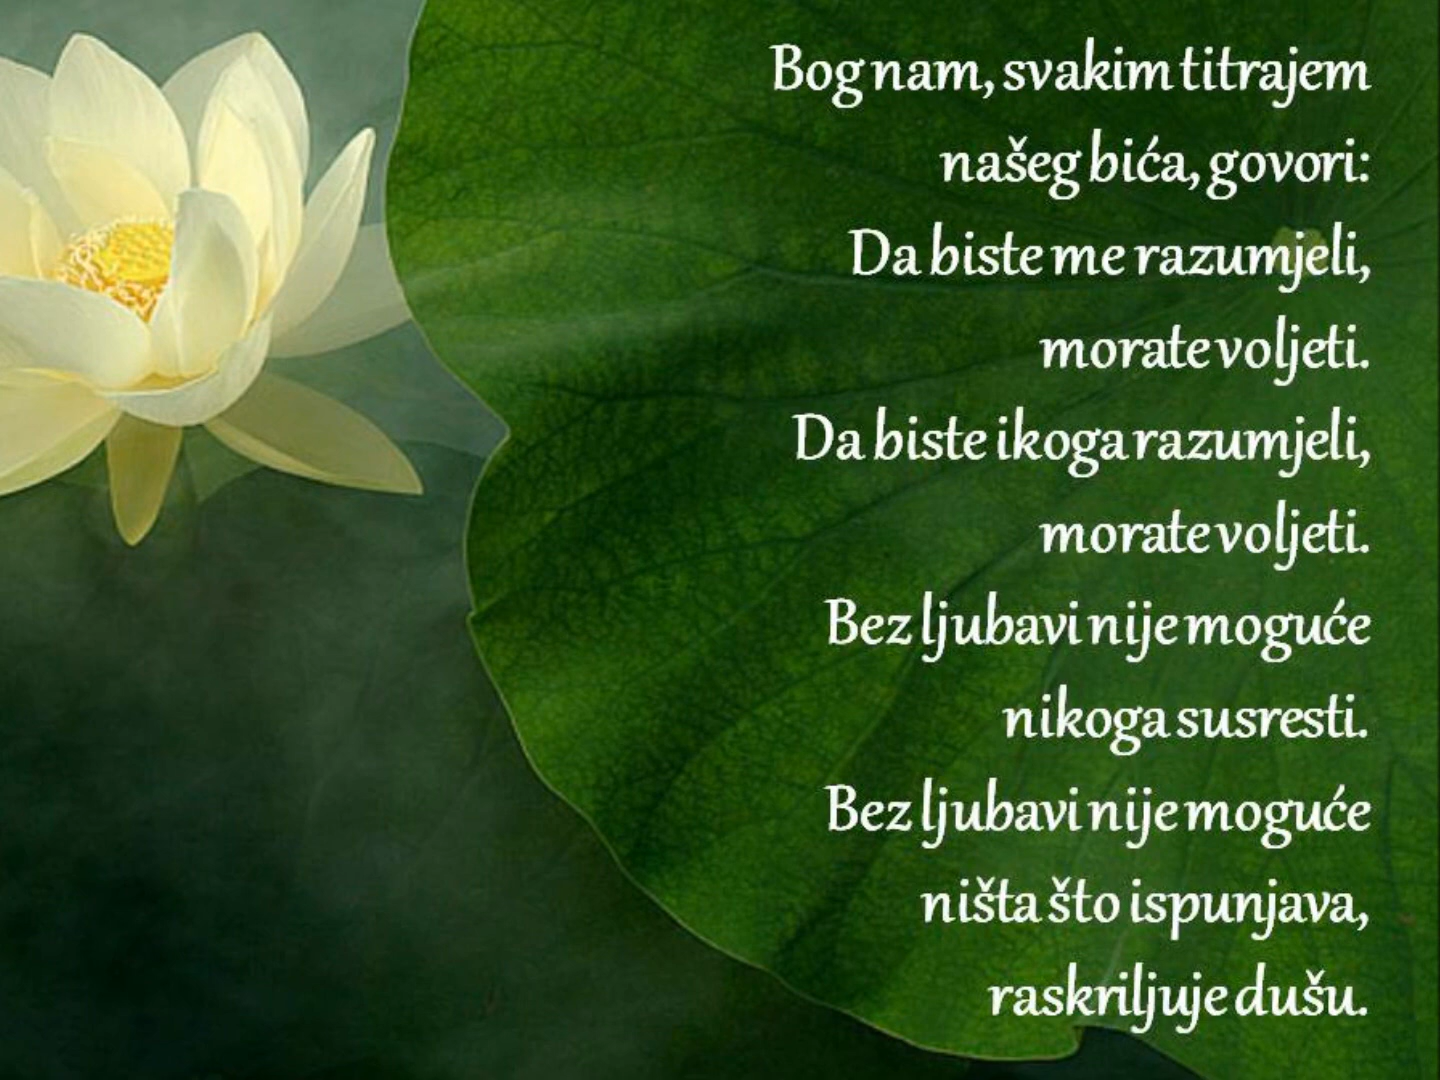 Bog nam, svakim titrajem
našeg bića, govori:
Da biste me razumjeli,
morate voljeti.
Da biste ikoga razumjeli,
morate voljeti.
Bez ljubavi nije moguće
nikoga susresti.
Bez ljubavi nije moguće
ništa što ispunjava,
raskriljuje dušu.